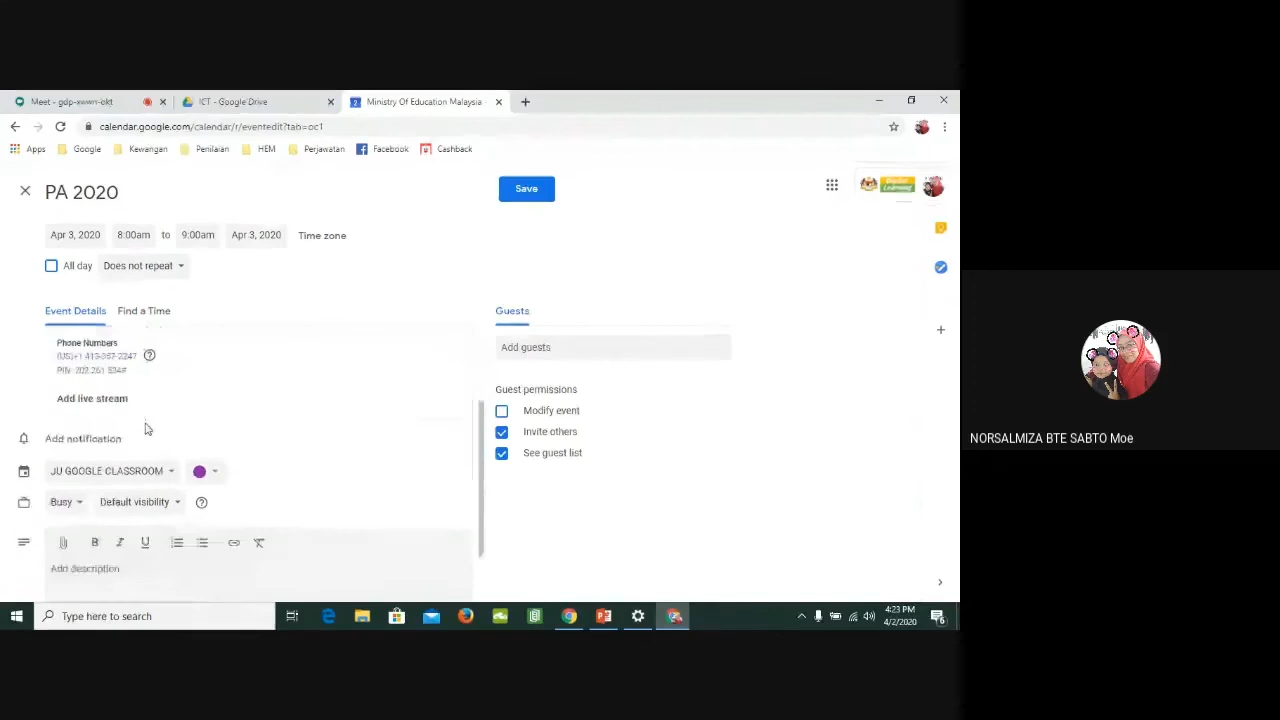 Meet - gdp-
ICT - Google Drive
Ministry Of Education Malaysia
calendar.google.com/calendar/r/eventedit?tab=oc1
Apps
Google
Kewangan
Penilaian
HEM
Perjawatan
Facebook
Cashback
PA 2020
Save
Apr 3, 2020
8:00am
to
9:00am
Apr 3, 2020
Time zone
All day
Does not repeat
Event Details
Find a Time
Guests
Phone Numbers
Add guests
Add live stream
Guest permissions
Modify event
Invite others
See guest list
Add notification
JU GOOGLE CLASSROOM
Busy
Default visibility
B I U
Add description
NORSALMIZA BTE SABTO Moe
Type here to search
4:23 PM
4/2/2020